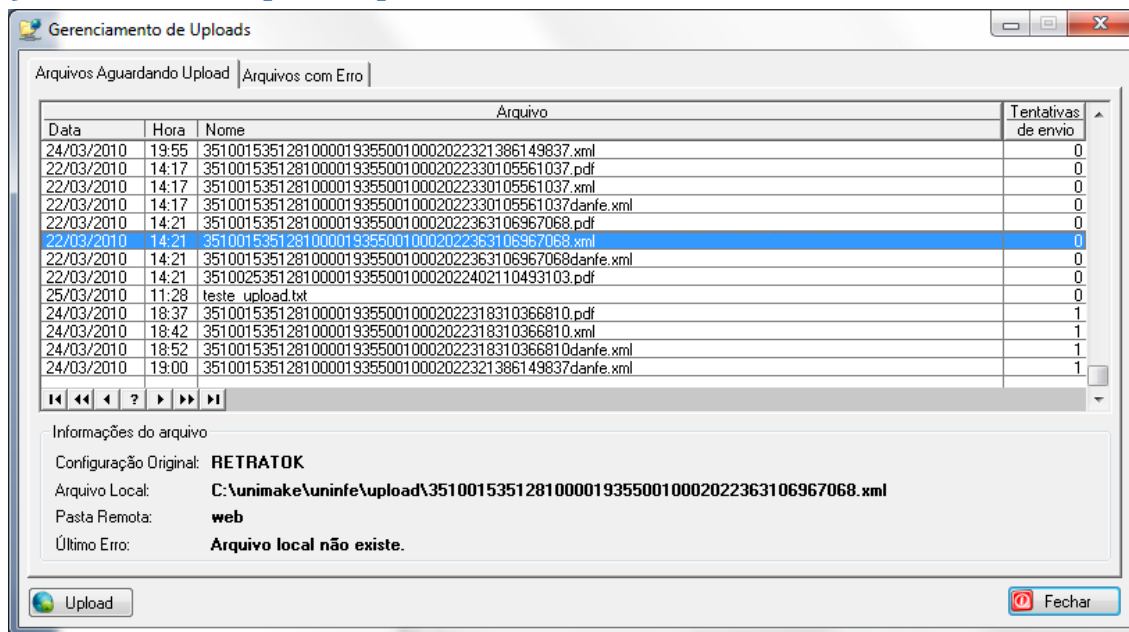 Gerenciamento de Uploads
Arquivos Aguardando Upload Arquivos com Erro
Arquivo Tentativas
Data Hora Nome de envio
24/03/2010 19:55 35100153512810000193550010002022321386149837.xml 0
22/03/2010 14:17 35100153512810000193550010002022330105561037.pdf 0
22/03/2010 14:17 35100153512810000193550010002022330105561037.xml 0
22/03/2010 14:17 35100153512810000193550010002022330105561037danfe.xml 0
22/03/2010 14:21 35100153512810000193550010002022363106967068.pdf 0
22/03/2010 14:21 35100153512810000193550010002022363106967068.xml 0
22/03/2010 14:21 35100153512810000193550010002022363106967068danfe.xml 0
22/03/2010 14:21 35100253512810000193550010002022402110493103.pdf 0
25/03/2010 11:28 teste_upload.txt 0
24/03/2010 18:37 35100153512810000193550010002022318310366810.pdf 1
24/03/2010 18:42 35100153512810000193550010002022318310366810.xml 1
24/03/2010 18:52 35100153512810000193550010002022318310366810danfe.xml 1
24/03/2010 19:00 35100153512810000193550010002022321386149837danfe.xml 1
?
Informações do arquivo
Configuração Original: RETRATOK
Arquivo Local: C:\unimake\uninfe\upload\35100153512810000193550010002022363106967068.xml
Pasta Remota: web
Último Erro: Arquivo local não existe.
Upload Fechar